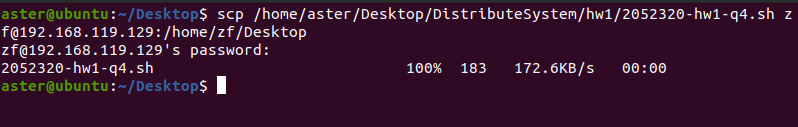 aster@ubuntu:~/Desktop$ scp /home/aster/Desktop/DistributeSystem/hw1/2052320-hw1-q4.sh z
f@192.168.119.129:/home/zf/Desktop
zf@192.168.119.129's password:
2052320-hw1-q4.sh                             100%  183   172.6KB/s   00:00
aster@ubuntu:~/Desktop$